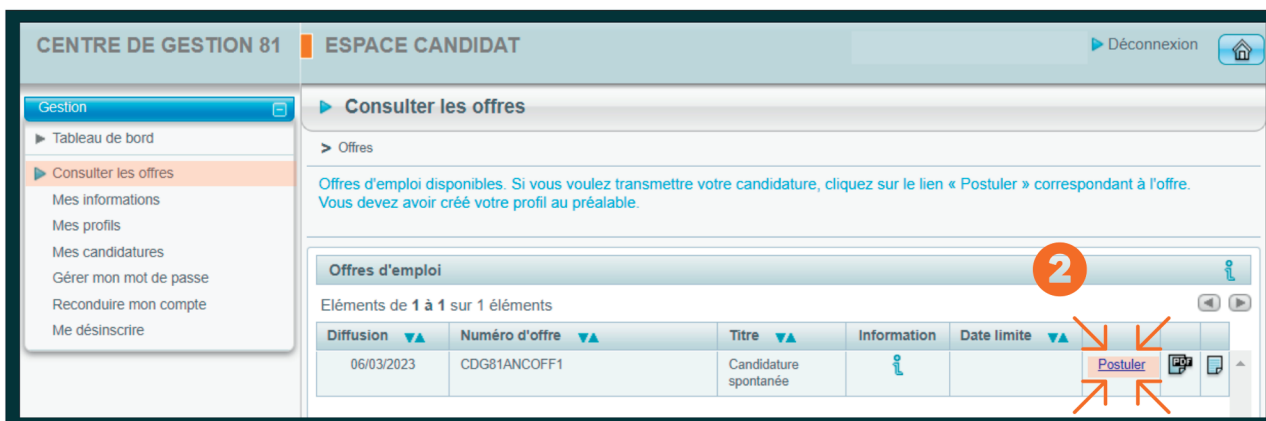 CENTRE DE GESTION 81
ESPACE CANDIDAT
Déconnexion
Gestion
Tableau de bord
Consulter les offres
Mes informations
Mes profils
Mes candidatures
Gérer mon mot de passe
Reconduire mon compte
Me désinscrire
Consulter les offres
> Offres
Offres d'emploi disponibles. Si vous voulez transmettre votre candidature, cliquez sur le lien « Postuler » correspondant à l'offre.
Vous devez avoir créé votre profil au préalable.
2
Offres d'emploi
Eléments de 1 à 1 sur 1 éléments
Diffusion Numéro d'offre Titre Information Date limite
06/03/2023 CDG81ANCOFF1 Candidature Postuler PDF
spontanée